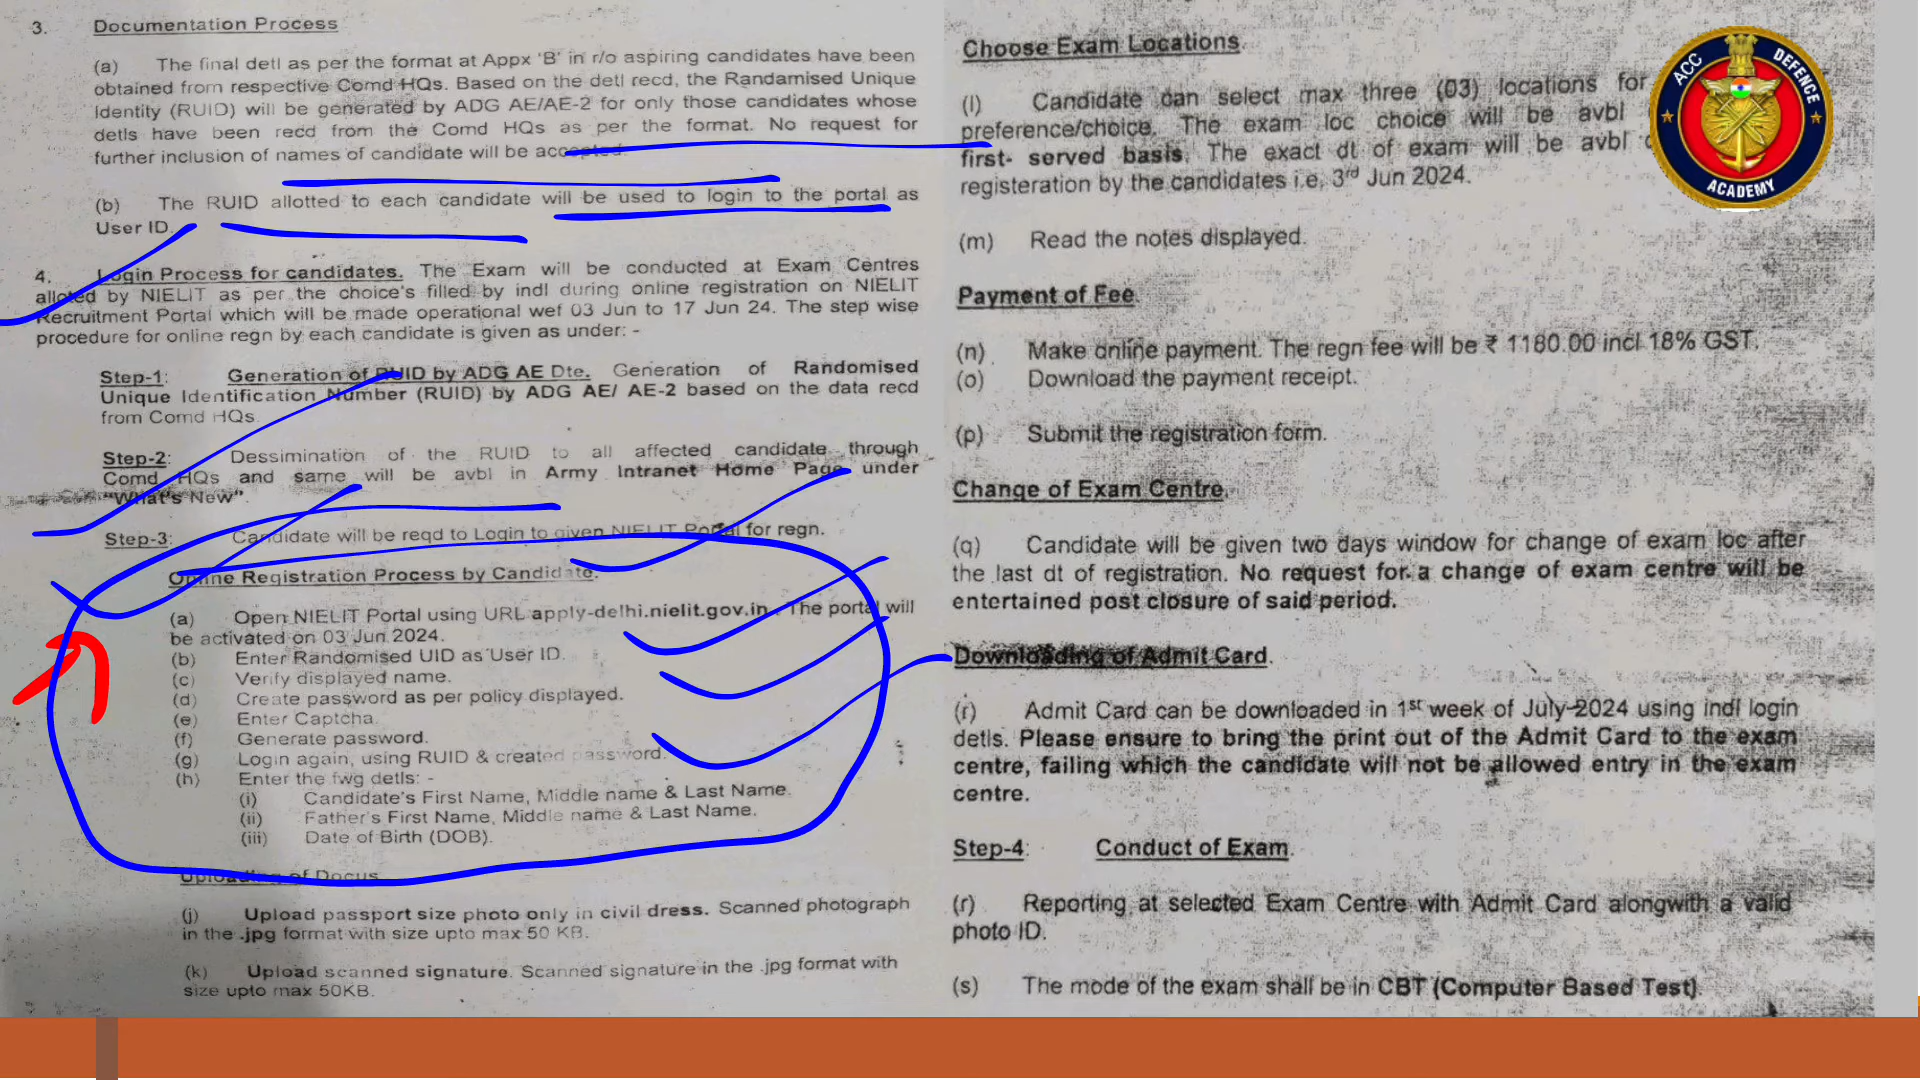 3. Documentation Process
(a) The final detl as per the format at Appx 'B' in r/o aspiring candidates have been
obtained from respective Comd HQs. Based on the detl recd, the Randamised Unique
Identity (RUID) will be generated by ADG AE/AE-2 for only those candidates whose
detls have been recd from the Comd HQs as per the format. No request for
further inclusion of names of candidate will be accepted.
(b) The RUID allotted to each candidate will be used to login to the portal as
User ID.
4. Login Process for candidates. The Exam will be conducted at Exam Centres
alloted by NIELIT as per the choice's filled by indl during online registration on NIELIT
Recruitment Portal which will be made operational wef 03 Jun to 17 Jun 24. The step wise
procedure for online regn by each candidate is given as under: -
Step-1: Generation of RUID by ADG AE Dte. Generation of Randomised
Unique Identification Number (RUID) by ADG AE/ AE-2 based on the data recd
from Comd HQs
Step-2: Dessimination of the RUID to all affected candidate through
Comd HQs and same will be avbl in Army Intranet Home Page under
"What's New".
Step-3: Candidate will be reqd to Login to given NIELIT Portal for regn.
Online Registration Process by Candidate.
(a) Open NIELIT Portal using URL apply-delhi.nielit.gov.in. The portal will
be activated on 03 Jun 2024.
(b) Enter Randomised UID as User ID.
(c) Verify displayed name.
(d) Create password as per policy displayed.
(e) Enter Captcha.
(f) Generate password.
(g) Login again, using RUID & created password.
(h) Enter the fwg detls: -
(i) Candidate's First Name, Middle name & Last Name.
(ii) Father's First Name, Middle name & Last Name.
(iii) Date of Birth (DOB).
Uploading of Docus
(j) Upload passport size photo only in civil dress. Scanned photograph
in the .jpg format with size upto max 50 KB.
(k) Upload scanned signature. Scanned signature in the .jpg format with
size upto max 50KB.
Choose Exam Locations.
(l) Candidate can select max three (03) locations for
preference/choice. The exam loc choice will be avbl
first- served basis. The exact dt of exam will be avbl
registeration by the candidates i.e, 3rd Jun 2024.
(m) Read the notes displayed.
Payment of Fee.
(n) Make online payment. The regn fee will be ₹ 1180.00 incl 18% GST.
(o) Download the payment receipt.
(p) Submit the registration form.
Change of Exam Centre.
(q) Candidate will be given two days window for change of exam loc after
the last dt of registration. No request for a change of exam centre will be
entertained post closure of said period.
Downloading of Admit Card.
(r) Admit Card can be downloaded in 1st week of July-2024 using indl login
detls. Please ensure to bring the print out of the Admit Card to the exam
centre, failing which the candidate will not be allowed entry in the exam
centre.
Step-4: Conduct of Exam.
(r) Reporting at selected Exam Centre with Admit Card alongwith a valid
photo ID.
(s) The mode of the exam shall be in CBT (Computer Based Test).
ACC DEFENCE
ACADEMY